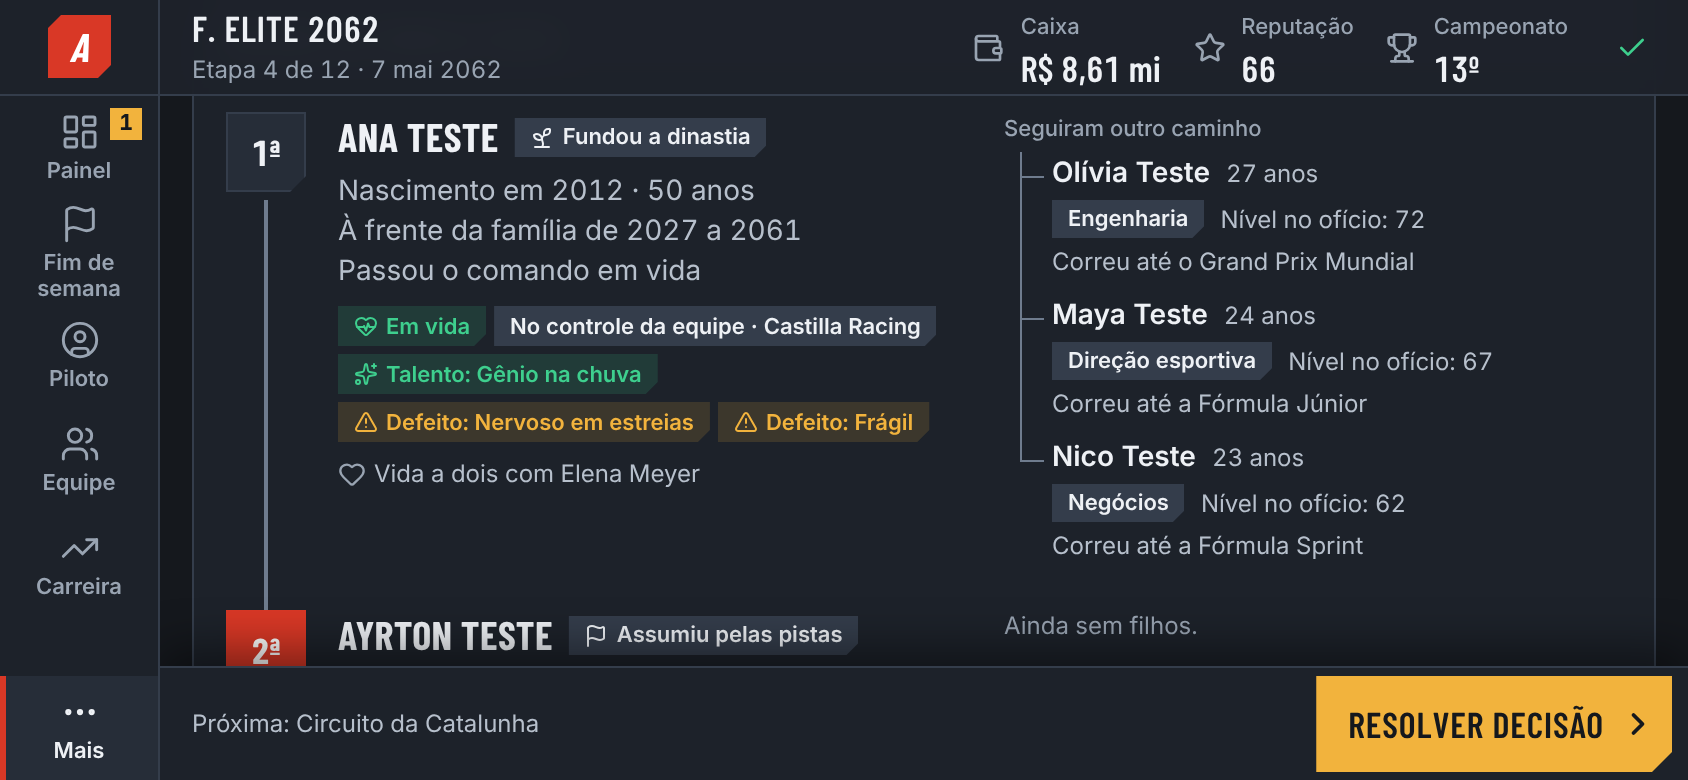 A
F. ELITE 2062
Etapa 4 de 12 · 7 mai 2062
Caixa
R$ 8,61 mi
Reputação
66
Campeonato
13º
1
Painel
Fim de
semana
Piloto
Equipe
Carreira
Mais
1ª
ANA TESTE
Fundou a dinastia
Nascimento em 2012 · 50 anos
À frente da família de 2027 a 2061
Passou o comando em vida
Em vida
No controle da equipe · Castilla Racing
Talento: Gênio na chuva
Defeito: Nervoso em estreias
Defeito: Frágil
Vida a dois com Elena Meyer
Seguiram outro caminho
Olívia Teste 27 anos
Engenharia Nível no ofício: 72
Correu até o Grand Prix Mundial
Maya Teste 24 anos
Direção esportiva Nível no ofício: 67
Correu até a Fórmula Júnior
Nico Teste 23 anos
Negócios Nível no ofício: 62
Correu até a Fórmula Sprint
2ª
AYRTON TESTE
Assumiu pelas pistas
Ainda sem filhos.
Próxima: Circuito da Catalunha
RESOLVER DECISÃO